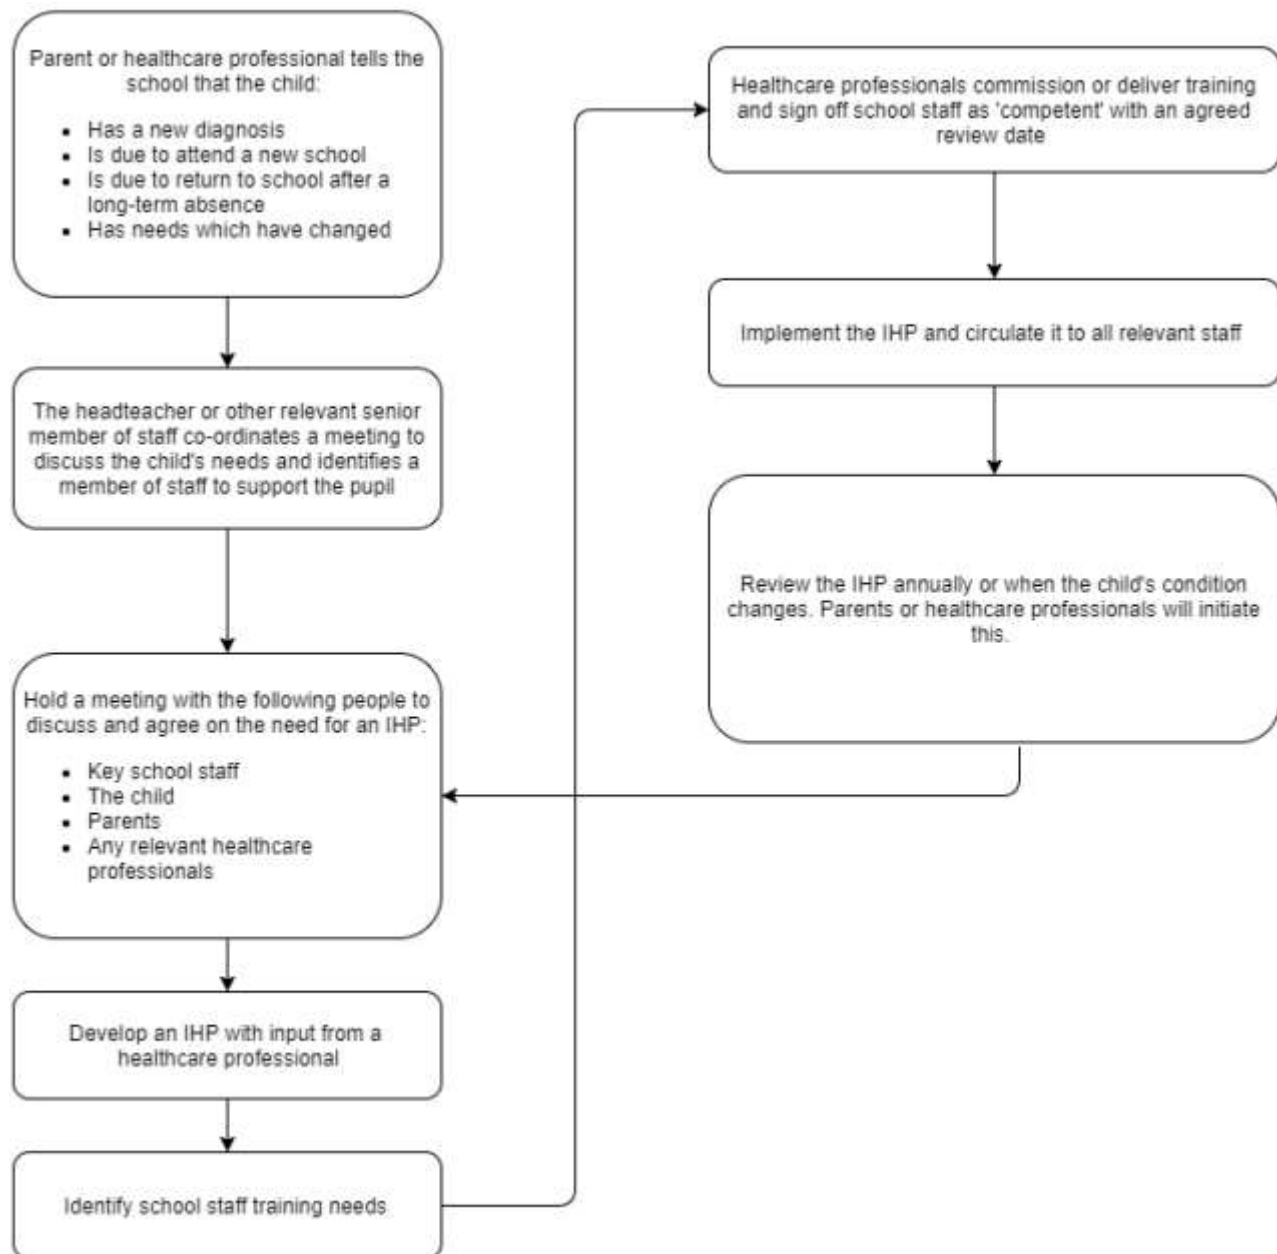 Parent or healthcare professional tells the
school that the child:
• Has a new diagnosis
• Is due to attend a new school
• Is due to return to school after a
long-term absence
• Has needs which have changed
The headteacher or other relevant senior
member of staff co-ordinates a meeting to
discuss the child's needs and identifies a
member of staff to support the pupil
Hold a meeting with the following people to
discuss and agree on the need for an IHP:
• Key school staff
• The child
• Parents
• Any relevant healthcare
professionals
Develop an IHP with input from a
healthcare professional
Identify school staff training needs
Healthcare professionals commission or deliver training
and sign off school staff as 'competent' with an agreed
review date
Implement the IHP and circulate it to all relevant staff
Review the IHP annually or when the child's condition
changes. Parents or healthcare professionals will initiate
this.